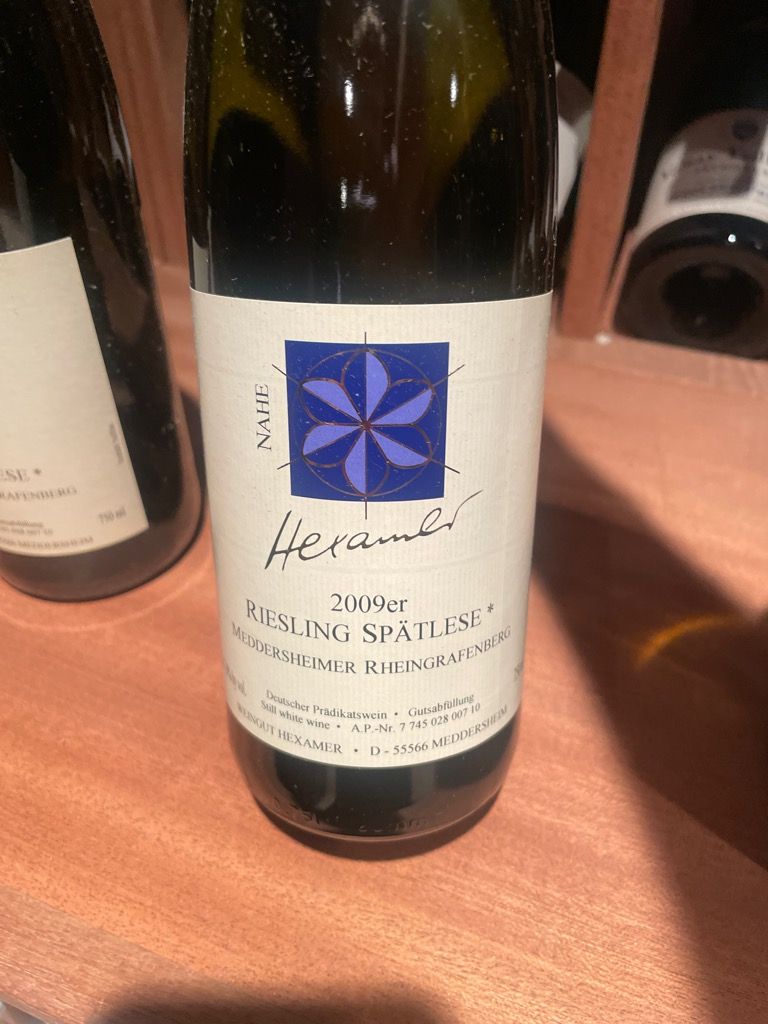 NAHE
Hexamer
2009er
RIESLING SPÄTLESE*
MEDDERSHEIMER RHEINGRAFENBERG
Deutscher Prädikatswein • Gutsabfüllung
Still white wine • A.P.-Nr. 7 745 028 007 10
WEINGUT HEXAMER • D - 55566 MEDDERSHEIM
ESE *
RAFENBERG
750 ml